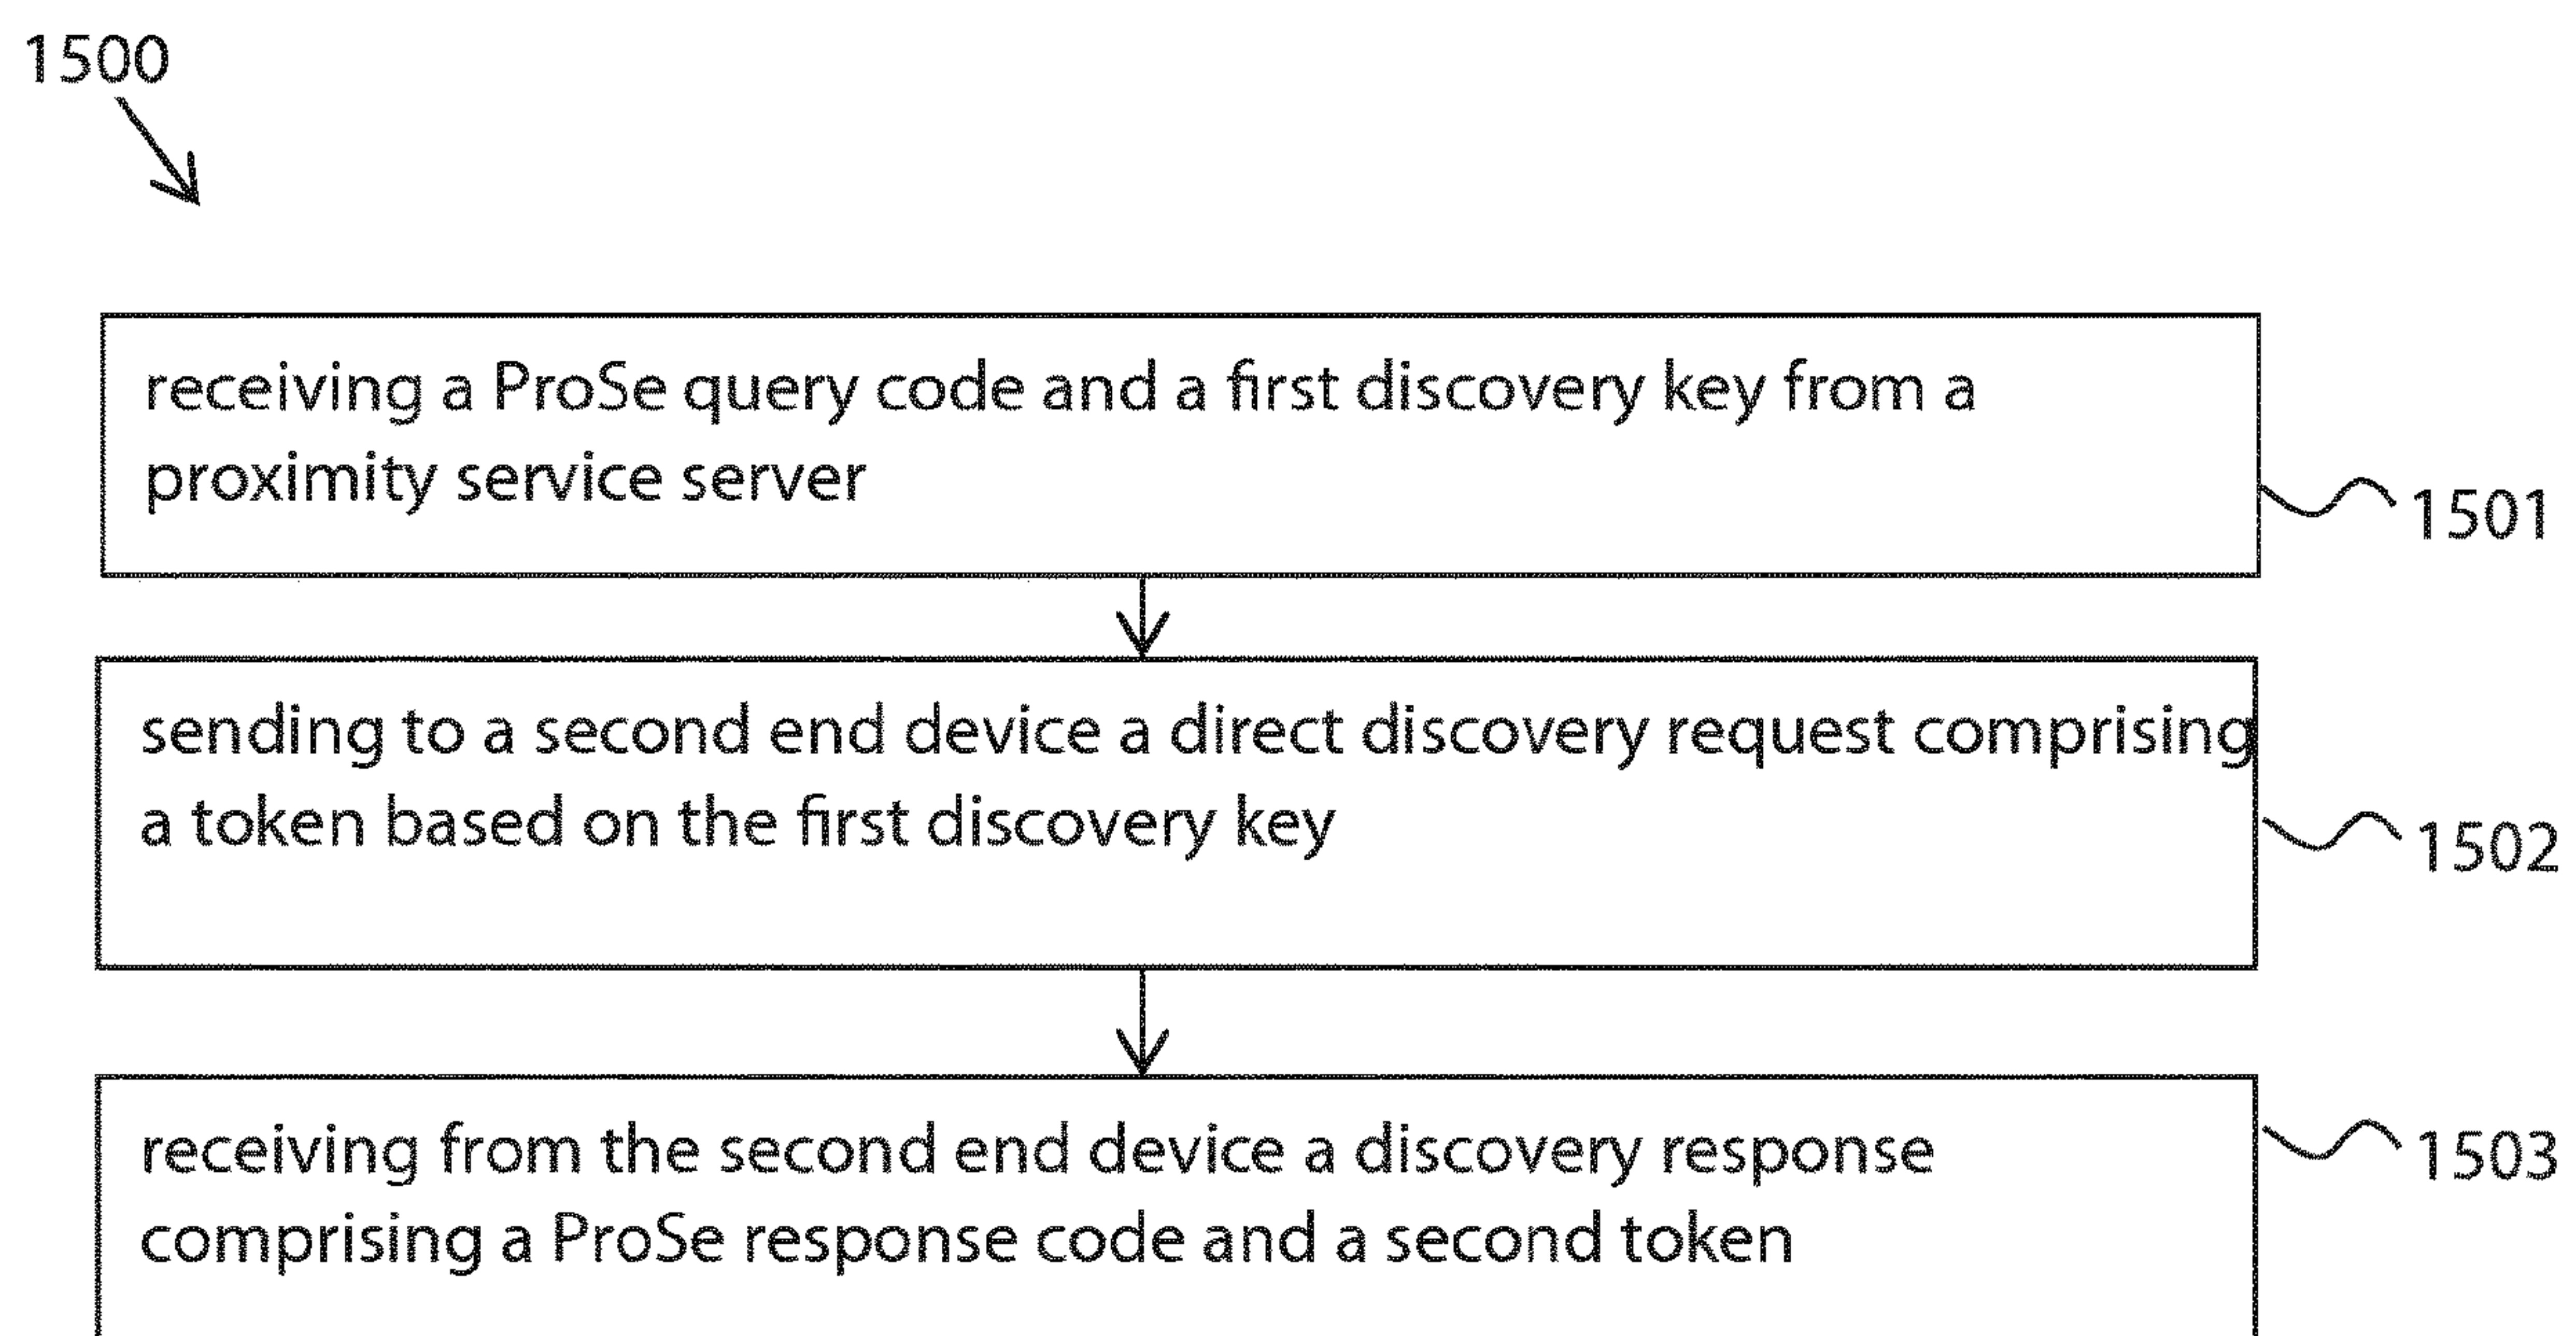 1500
receiving a ProSe query code and a first discovery key from a
proximity service server
1501
sending to a second end device a direct discovery request comprising
a token based on the first discovery key
1502
receiving from the second end device a discovery response
comprising a ProSe response code and a second token
1503